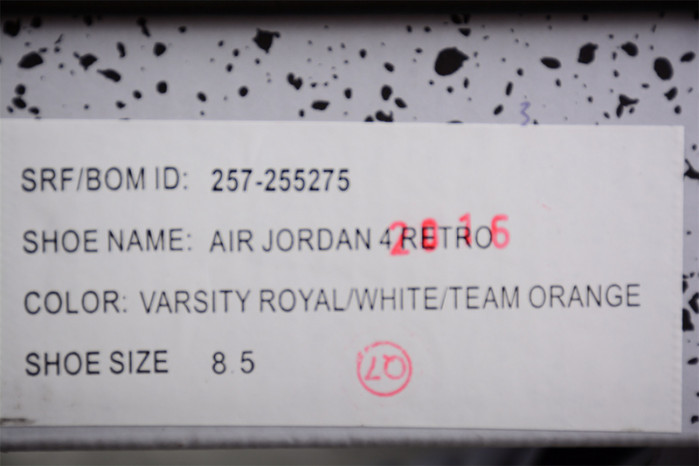 3
SRF/BOM ID: 257-255275
SHOE NAME: AIR JORDAN 4 RETRO
2016
COLOR: VARSITY ROYAL/WHITE/TEAM ORANGE
SHOE SIZE 8.5